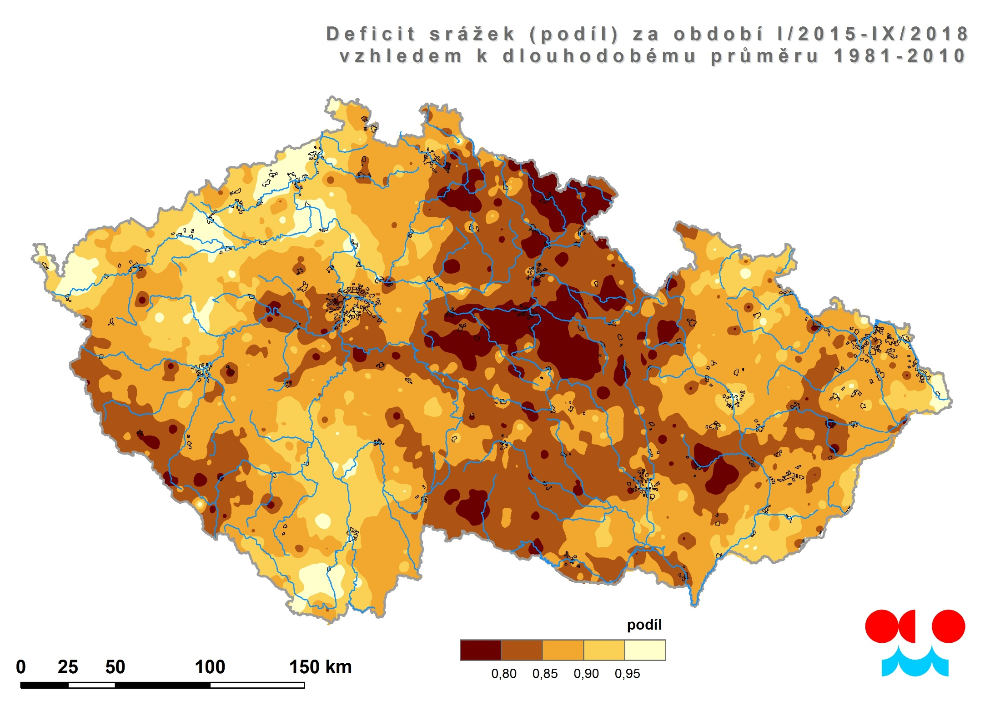 Deficit srážek (podíl) za období I/2015-IX/2018
vzhledem k dlouhodobému průměru 1981-2010
podíl
0,80 0,85 0,90 0,95
0 25 50 100 150 km